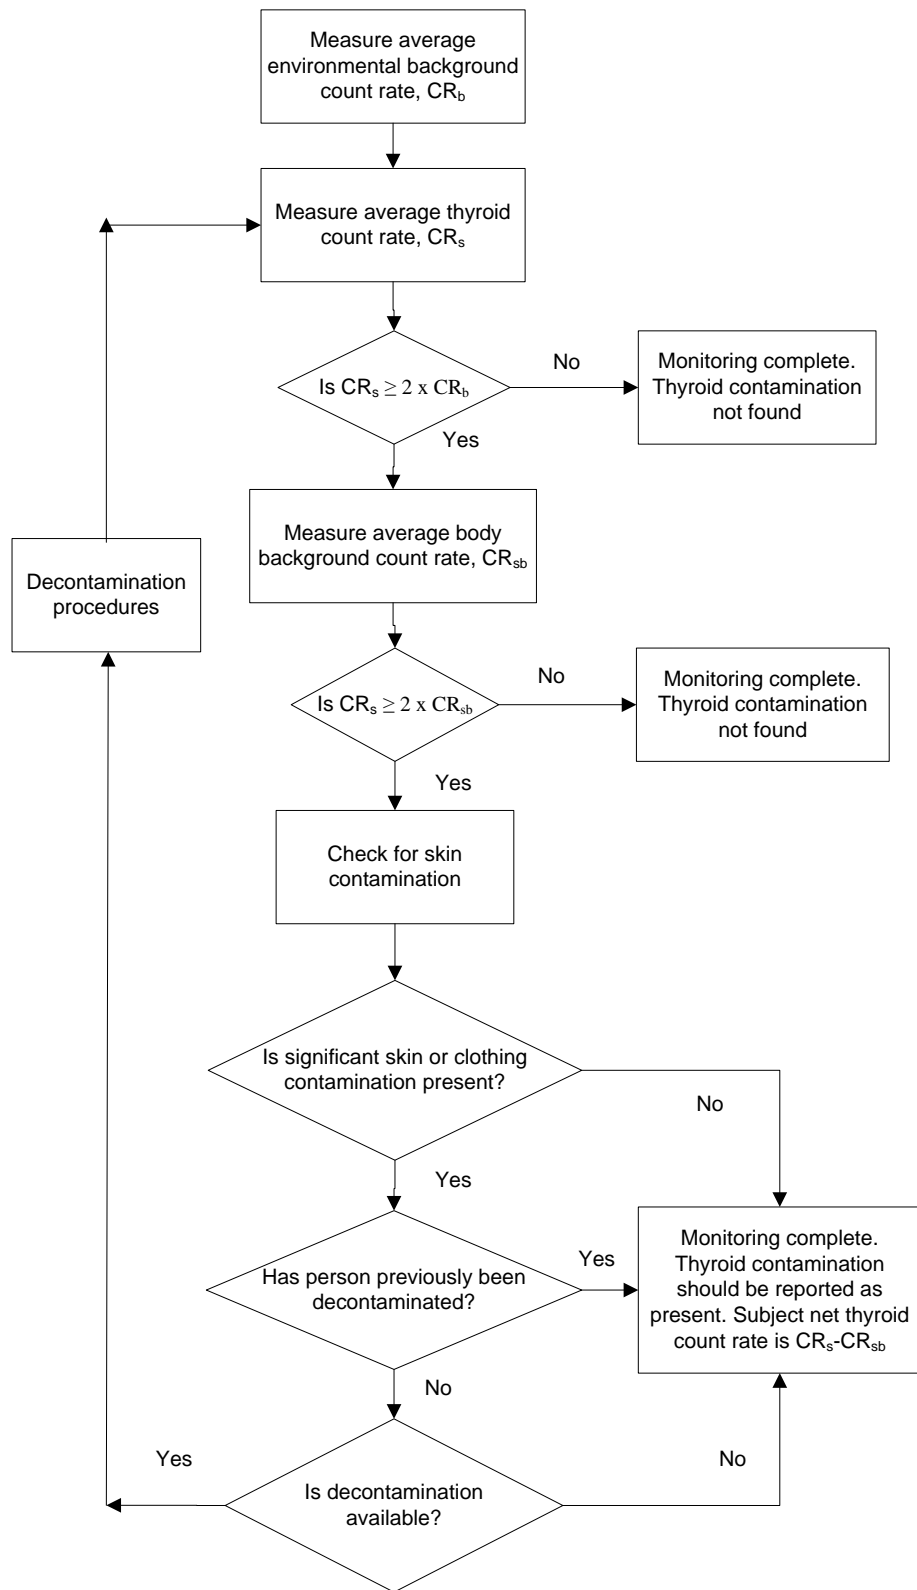 Measure average
environmental background
count rate, CRb
Measure average thyroid
count rate, CRs
Is CRs ≥ 2 x CRb
No
Monitoring complete.
Thyroid contamination
not found
Yes
Measure average body
background count rate, CRsb
Decontamination
procedures
Is CRs ≥ 2 x CRsb
No
Monitoring complete.
Thyroid contamination
not found
Yes
Check for skin
contamination
Is significant skin or clothing
contamination present?
No
Yes
Has person previously been
decontaminated?
Yes
Monitoring complete.
Thyroid contamination
should be reported as
present. Subject net thyroid
count rate is CRs-CRsb
No
Yes
Is decontamination
available?
No